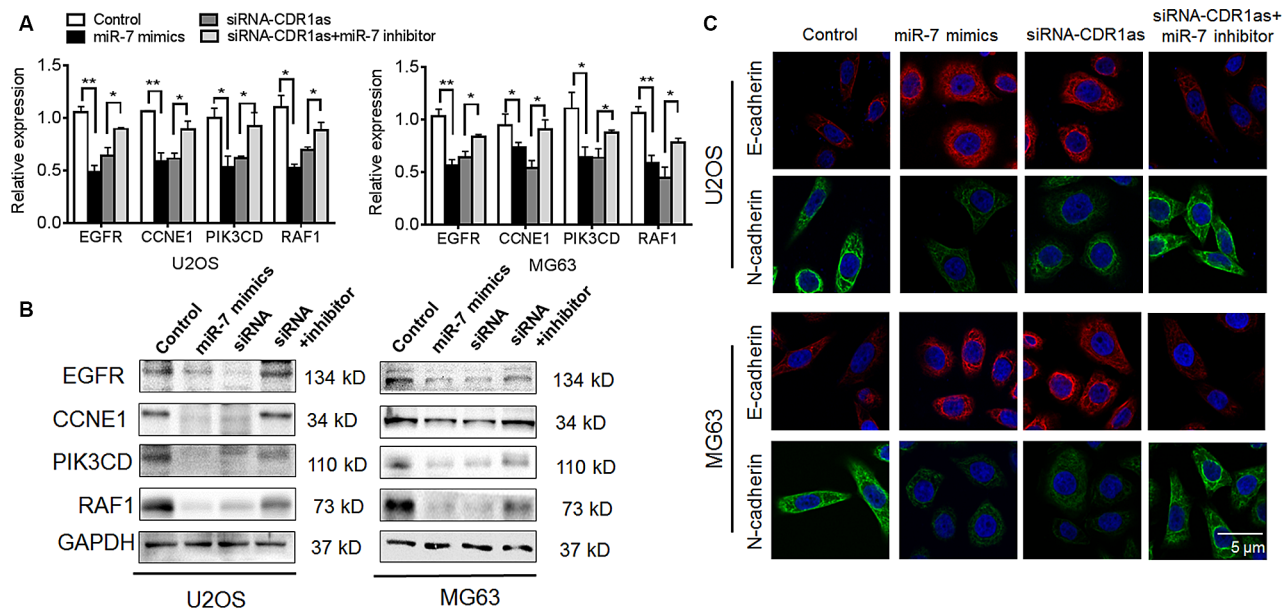 A
Control
siRNA-CDR1as
miR-7 mimics
siRNA-CDR1as+miR-7 inhibitor
Relative expression
1.5
1.0
0.5
0.0
** * ** * * * * *
EGFR CCNE1 PIK3CD RAF1
U2OS
Relative expression
1.5
1.0
0.5
0.0
** * * * * * ** *
EGFR CCNE1 PIK3CD RAF1
MG63
B
Control miR-7 mimics siRNA siRNA +inhibitor
Control miR-7 mimics siRNA siRNA +inhibitor
EGFR 134 kD 134 kD
CCNE1 34 kD 34 kD
PIK3CD 110 kD 110 kD
RAF1 73 kD 73 kD
GAPDH 37 kD 37 kD
U2OS MG63
C
Control miR-7 mimics siRNA-CDR1as siRNA-CDR1as+
miR-7 inhibitor
U2OS
E-cadherin
N-cadherin
MG63
E-cadherin
N-cadherin
5 µm